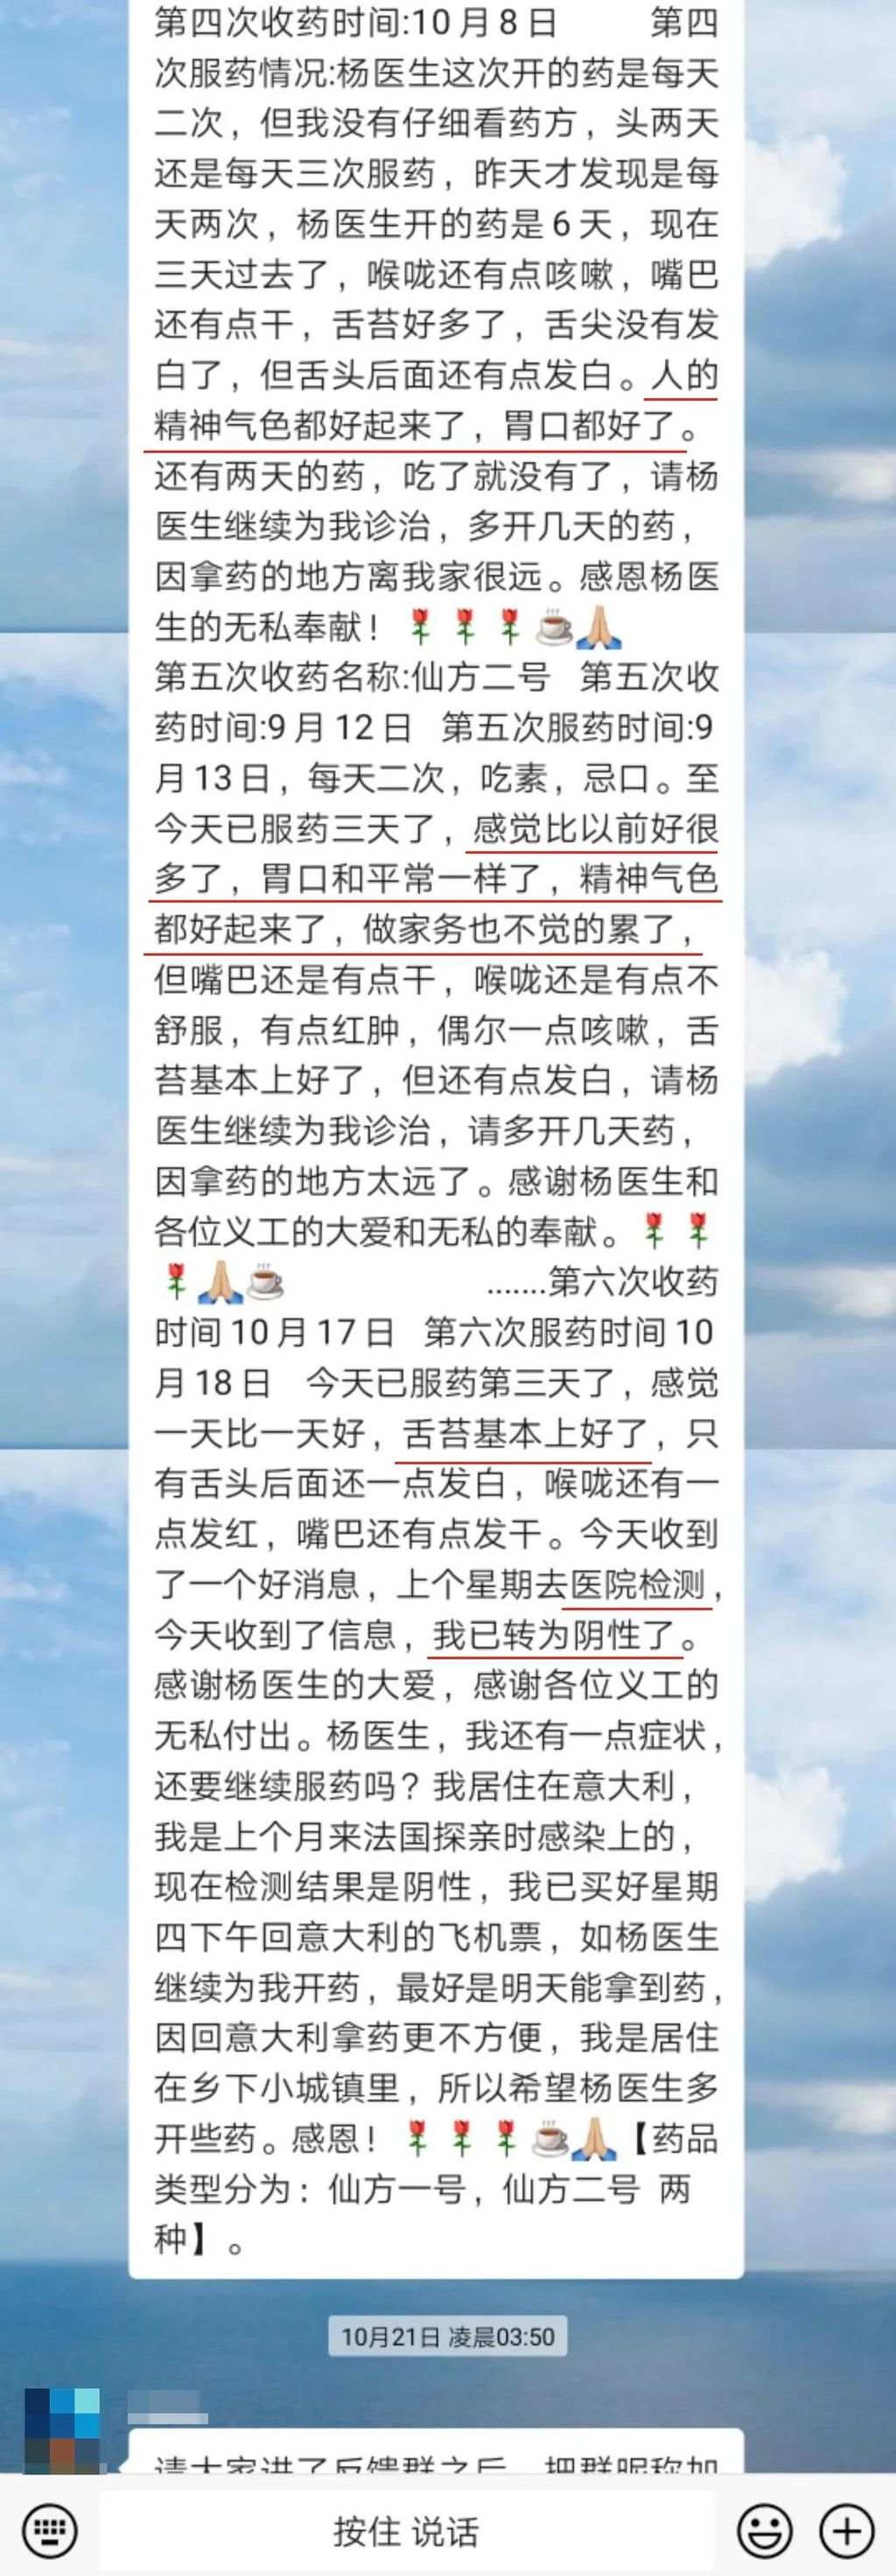 第四次收药时间:10月8日 第四
次服药情况:杨医生这次开的药是每天
二次，但我没有仔细看药方，头两天
还是每天三次服药，昨天才发现是每
天两次，杨医生开的药是6天，现在
三天过去了，喉咙还有点咳嗽，嘴巴
还有点干，舌苔好多了，舌尖没有发
白了，但舌头后面还有点发白。人的
精神气色都好起来了，胃口都好了。
还有两天的药，吃了就没有了，请杨
医生继续为我诊治，多开几天的药，
因拿药的地方离我家很远。感恩杨医
生的无私奉献！🌹🌹🌹☕🙏
第五次收药名称:仙方二号 第五次收
药时间:9月12日 第五次服药时间:9
月13日，每天二次，吃素，忌口。至
今天已服药三天了，感觉比以前好很
多了，胃口和平常一样了，精神气色
都好起来了，做家务也不觉的累了，
但嘴巴还是有点干，喉咙还是有点不
舒服，有点红肿，偶尔一点咳嗽，舌
苔基本上好了，但还有点发白，请杨
医生继续为我诊治，请多开几天药，
因拿药的地方太远了。感谢杨医生和
各位义工的大爱和无私的奉献。🌹🌹
🌹🙏☕ .......第六次收药
时间10月17日 第六次服药时间10
月18日 今天已服药第三天了，感觉
一天比一天好，舌苔基本上好了，只
有舌头后面还一点发白，喉咙还有一
点发红，嘴巴还有点发干。今天收到
了一个好消息，上个星期去医院检测，
今天收到了信息，我已转为阴性了。
感谢杨医生的大爱，感谢各位义工的
无私付出。杨医生，我还有一点症状，
还要继续服药吗？我居住在意大利，
我是上个月来法国探亲时感染上的，
现在检测结果是阴性，我已买好星期
四下午回意大利的飞机票，如杨医生
继续为我开药，最好是明天能拿到药，
因回意大利拿药更不方便，我是居住
在乡下小城镇里，所以希望杨医生多
开些药。感恩！🌹🌹🌹☕🙏【药品
类型分为：仙方一号，仙方二号 两
种】。
10月21日 凌晨03:50
请大家进了反馈群之后，把群昵称加
按住 说话